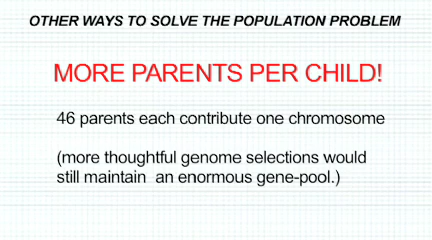 OTHER WAYS TO SOLVE THE POPULATION PROBLEM
MORE PARENTS PER CHILD!
46 parents each contribute one chromosome
(more thoughtful genome selections would
still maintain an enormous gene-pool.)